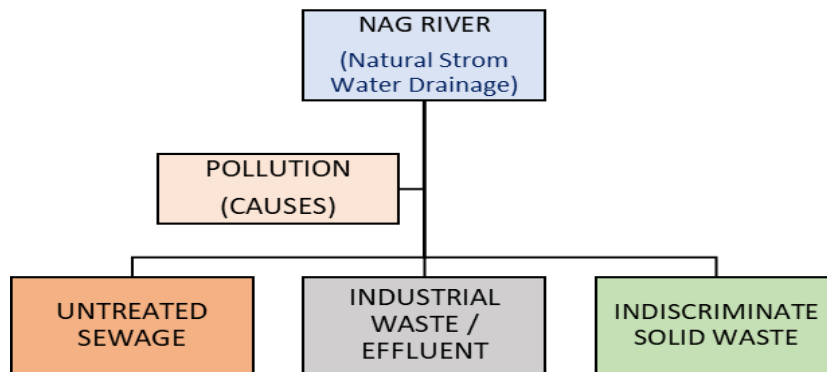 NAG RIVER
(Natural Strom
Water Drainage)
POLLUTION
(CAUSES)
UNTREATED
SEWAGE
INDUSTRIAL
WASTE /
EFFLUENT
INDISCRIMINATE
SOLID WASTE